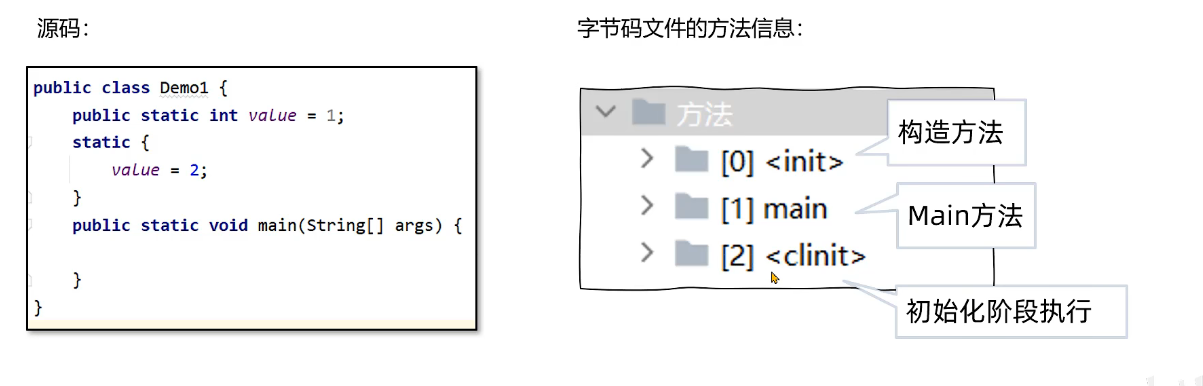 源码：
public class Demo1 {
public static int value = 1;
static {
value = 2;
}
public static void main(String[] args) {
}
}
字节码文件的方法信息：
方法
[0] <init>
构造方法
[1] main
Main方法
[2] <clinit>
初始化阶段执行